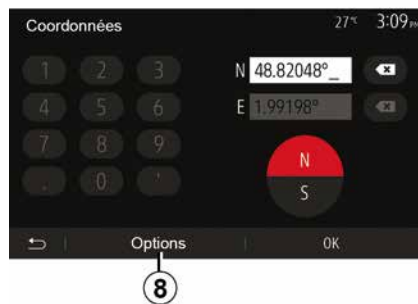 Coordonnées 27°C 3:09PM
1 2 3 N 48.82048°_
4 5 6 E 1.99198°
7 8 9 N
. 0 ' S
Options OK
8